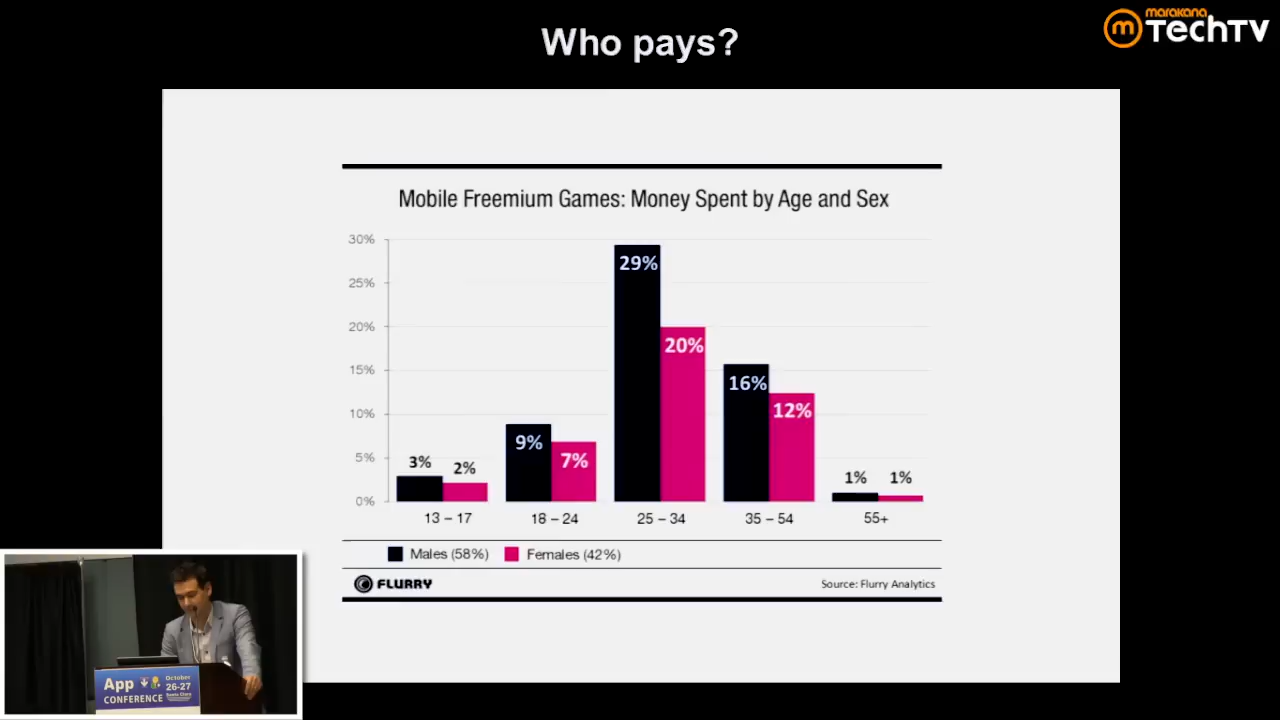 Who pays?
marakana
m TechTV
Mobile Freemium Games: Money Spent by Age and Sex
30%
25%
20%
15%
10%
5%
0%
3%
2%
9%
7%
29%
20%
16%
12%
1%
1%
13 – 17
18 – 24
25 – 34
35 – 54
55+
Males (58%)
Females (42%)
FLURRY
Source: Flurry Analytics
App
CONFERENCE
October
26-27
Santa Clara